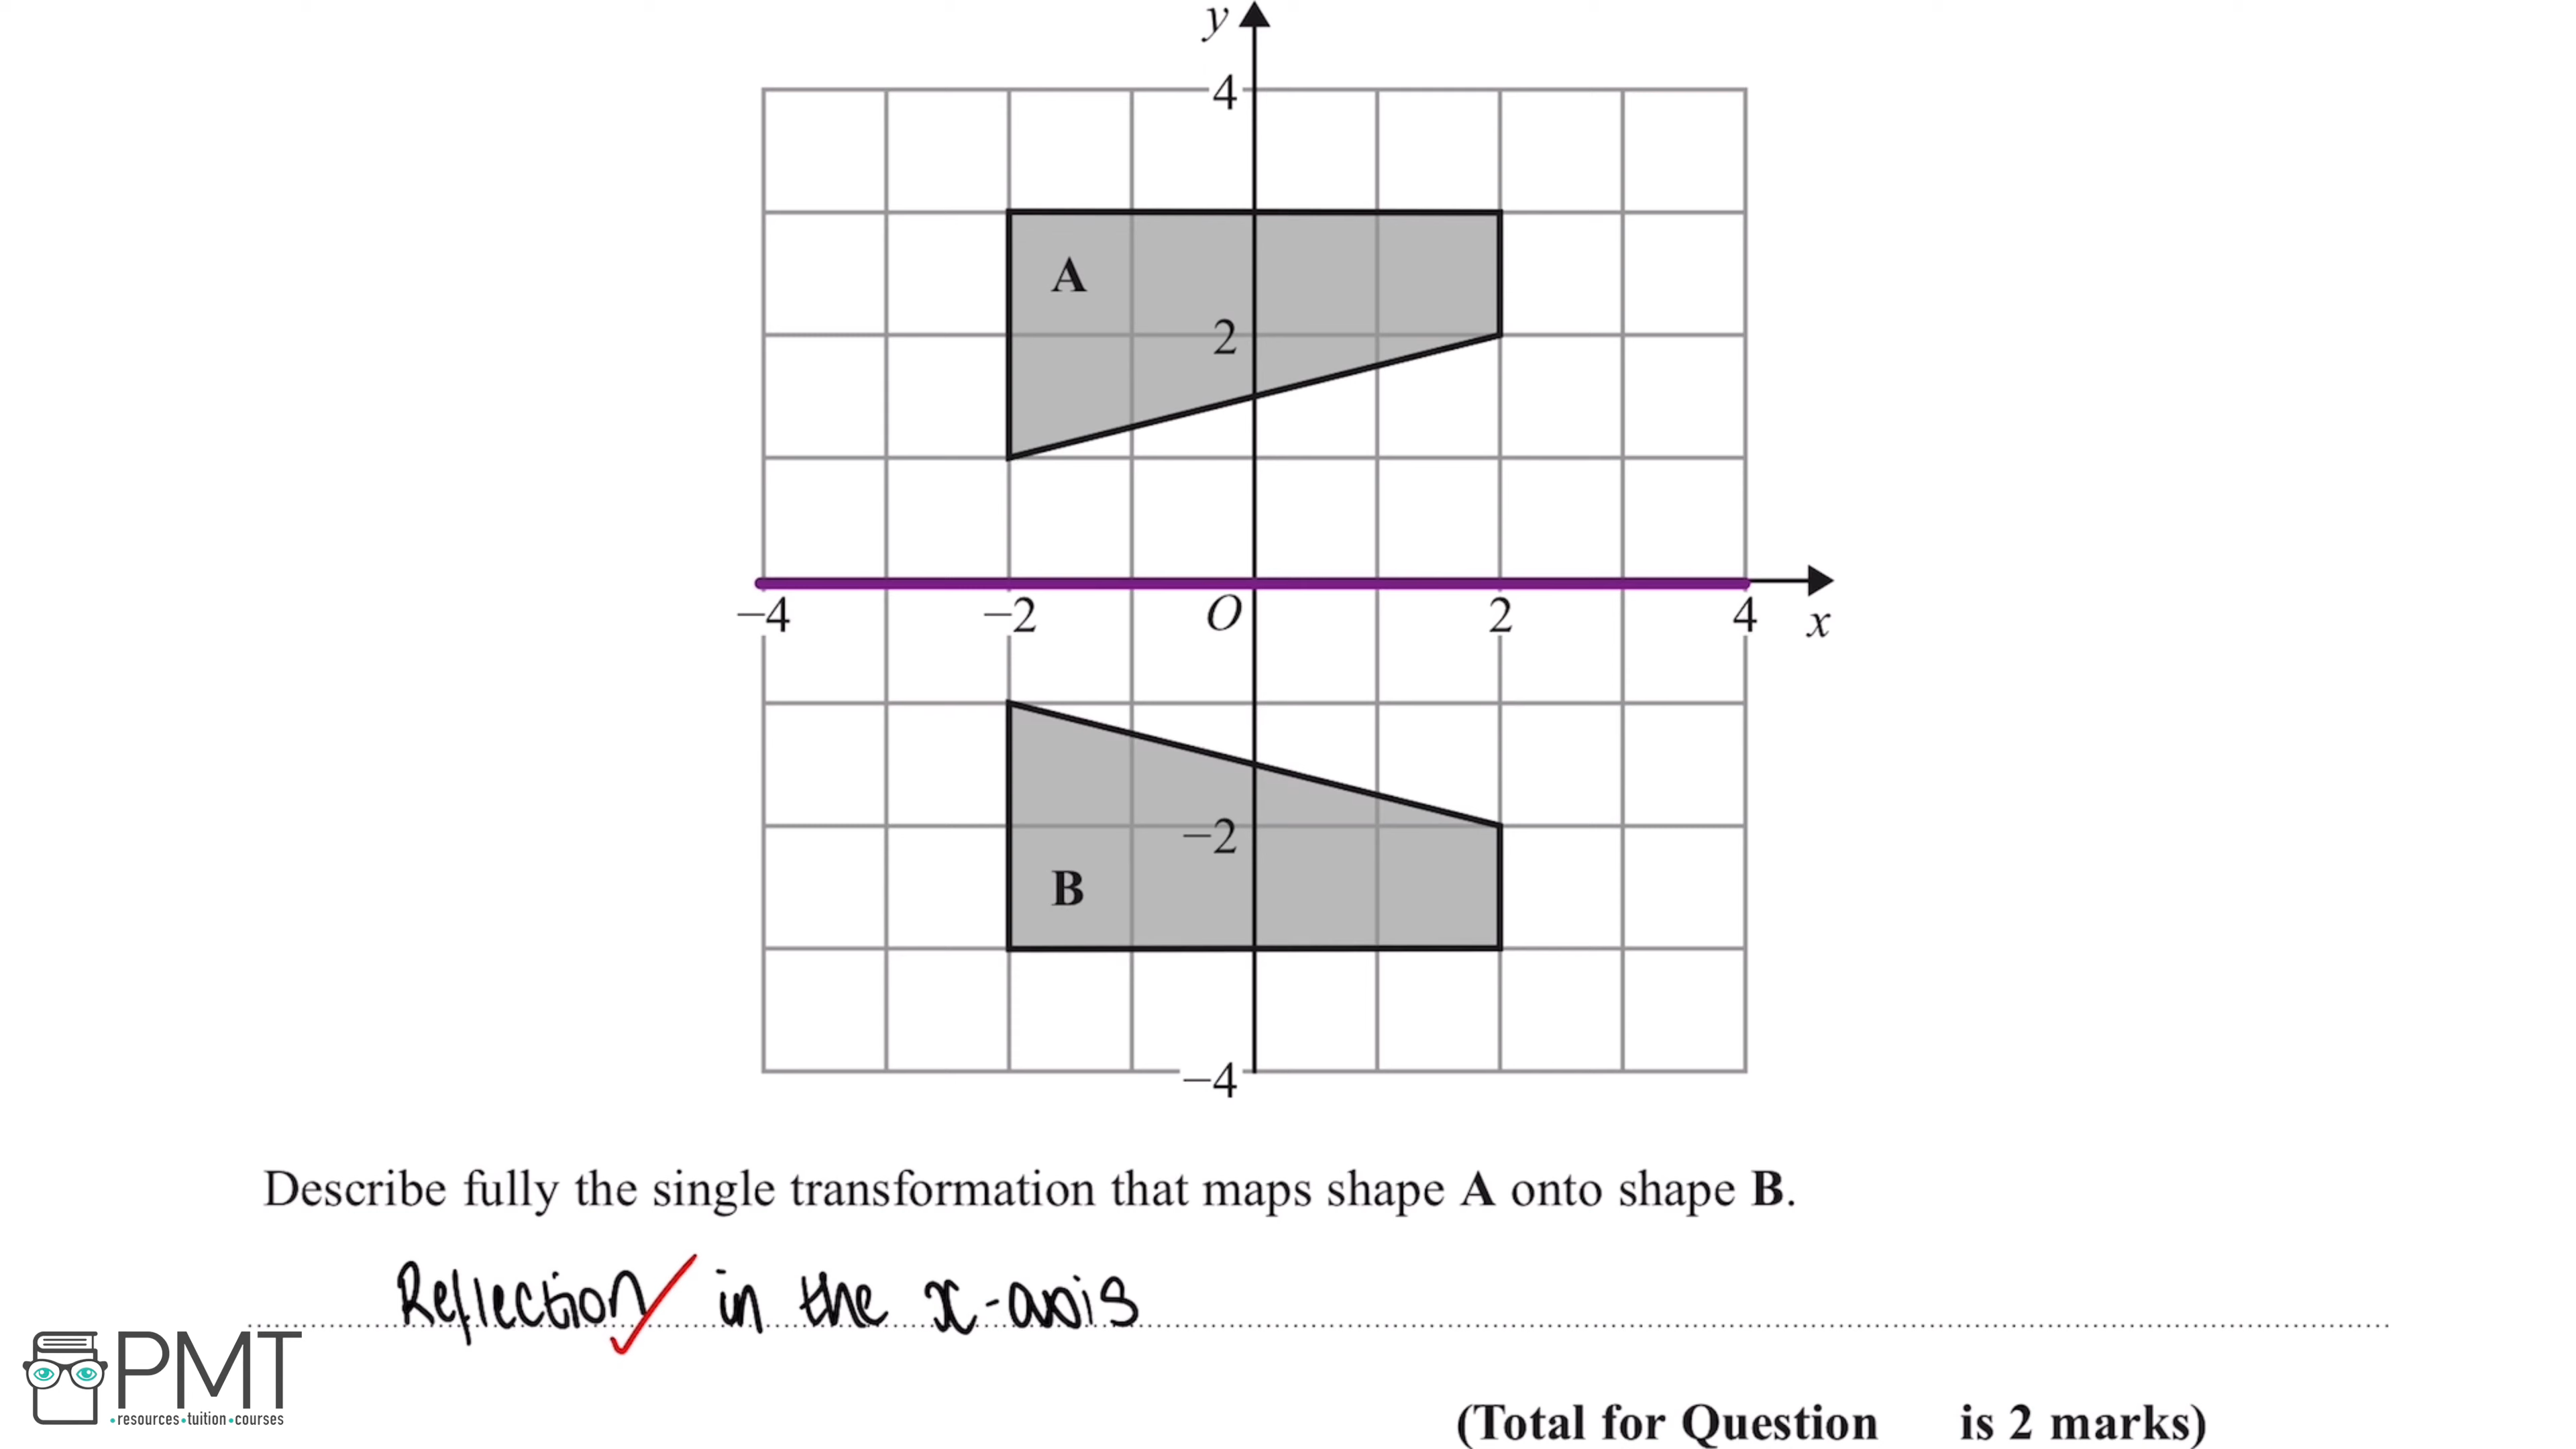 y
4
A
2
−4 −2 O 2 4 x
−2
B
−4
Describe fully the single transformation that maps shape A onto shape B.
Reflection in the x-axis
PMT
resources•tuition•courses
(Total for Question is 2 marks)